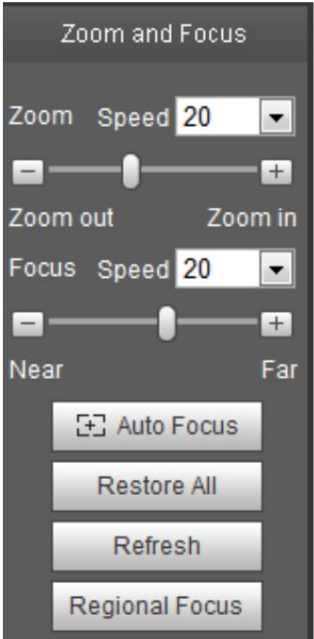 Zoom and Focus
Zoom Speed 20
Zoom out Zoom in
Focus Speed 20
Near Far
Auto Focus
Restore All
Refresh
Regional Focus